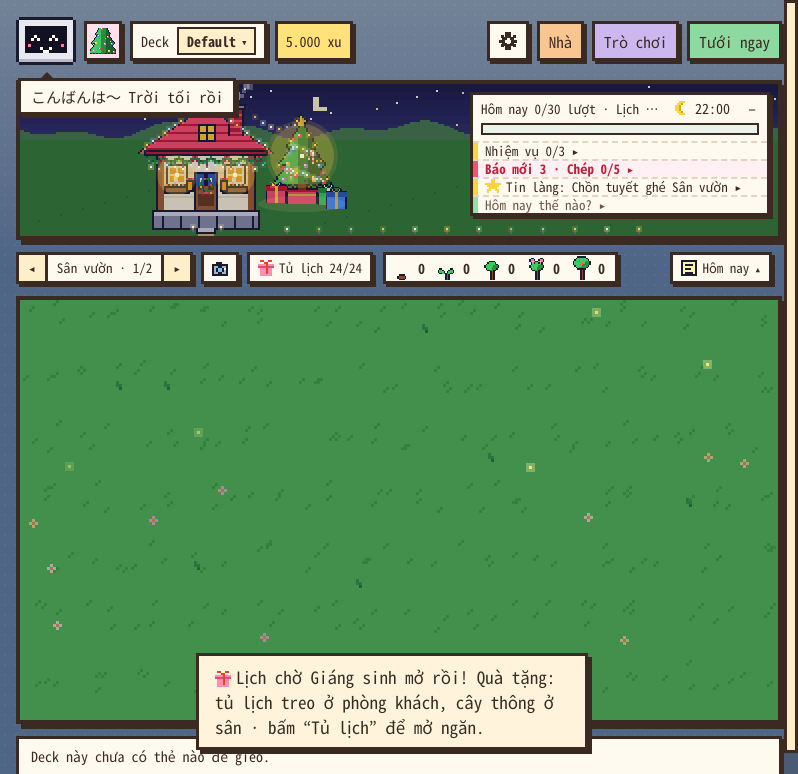 Deck Default ▾ 5.000 xu Nhà Trò chơi Tưới ngay
こんばんは〜 Trời tối rồi
Hôm nay 0/30 lượt · Lịch ⋯ 22:00 –
Nhiệm vụ 0/3 ▸
Báo mới 3 · Chép 0/5 ▸
Tin làng: Chồn tuyết ghé Sân vườn ▸
Hôm nay thế nào? ▸
◂ Sân vườn · 1/2 ▸ Tủ lịch 24/24 0 0 0 0 0 Hôm nay ▴
Lịch chờ Giáng sinh mở rồi! Quà tặng:
tủ lịch treo ở phòng khách, cây thông ở
sân · bấm “Tủ lịch” để mở ngăn.
Deck này chưa có thẻ nào để gieo.